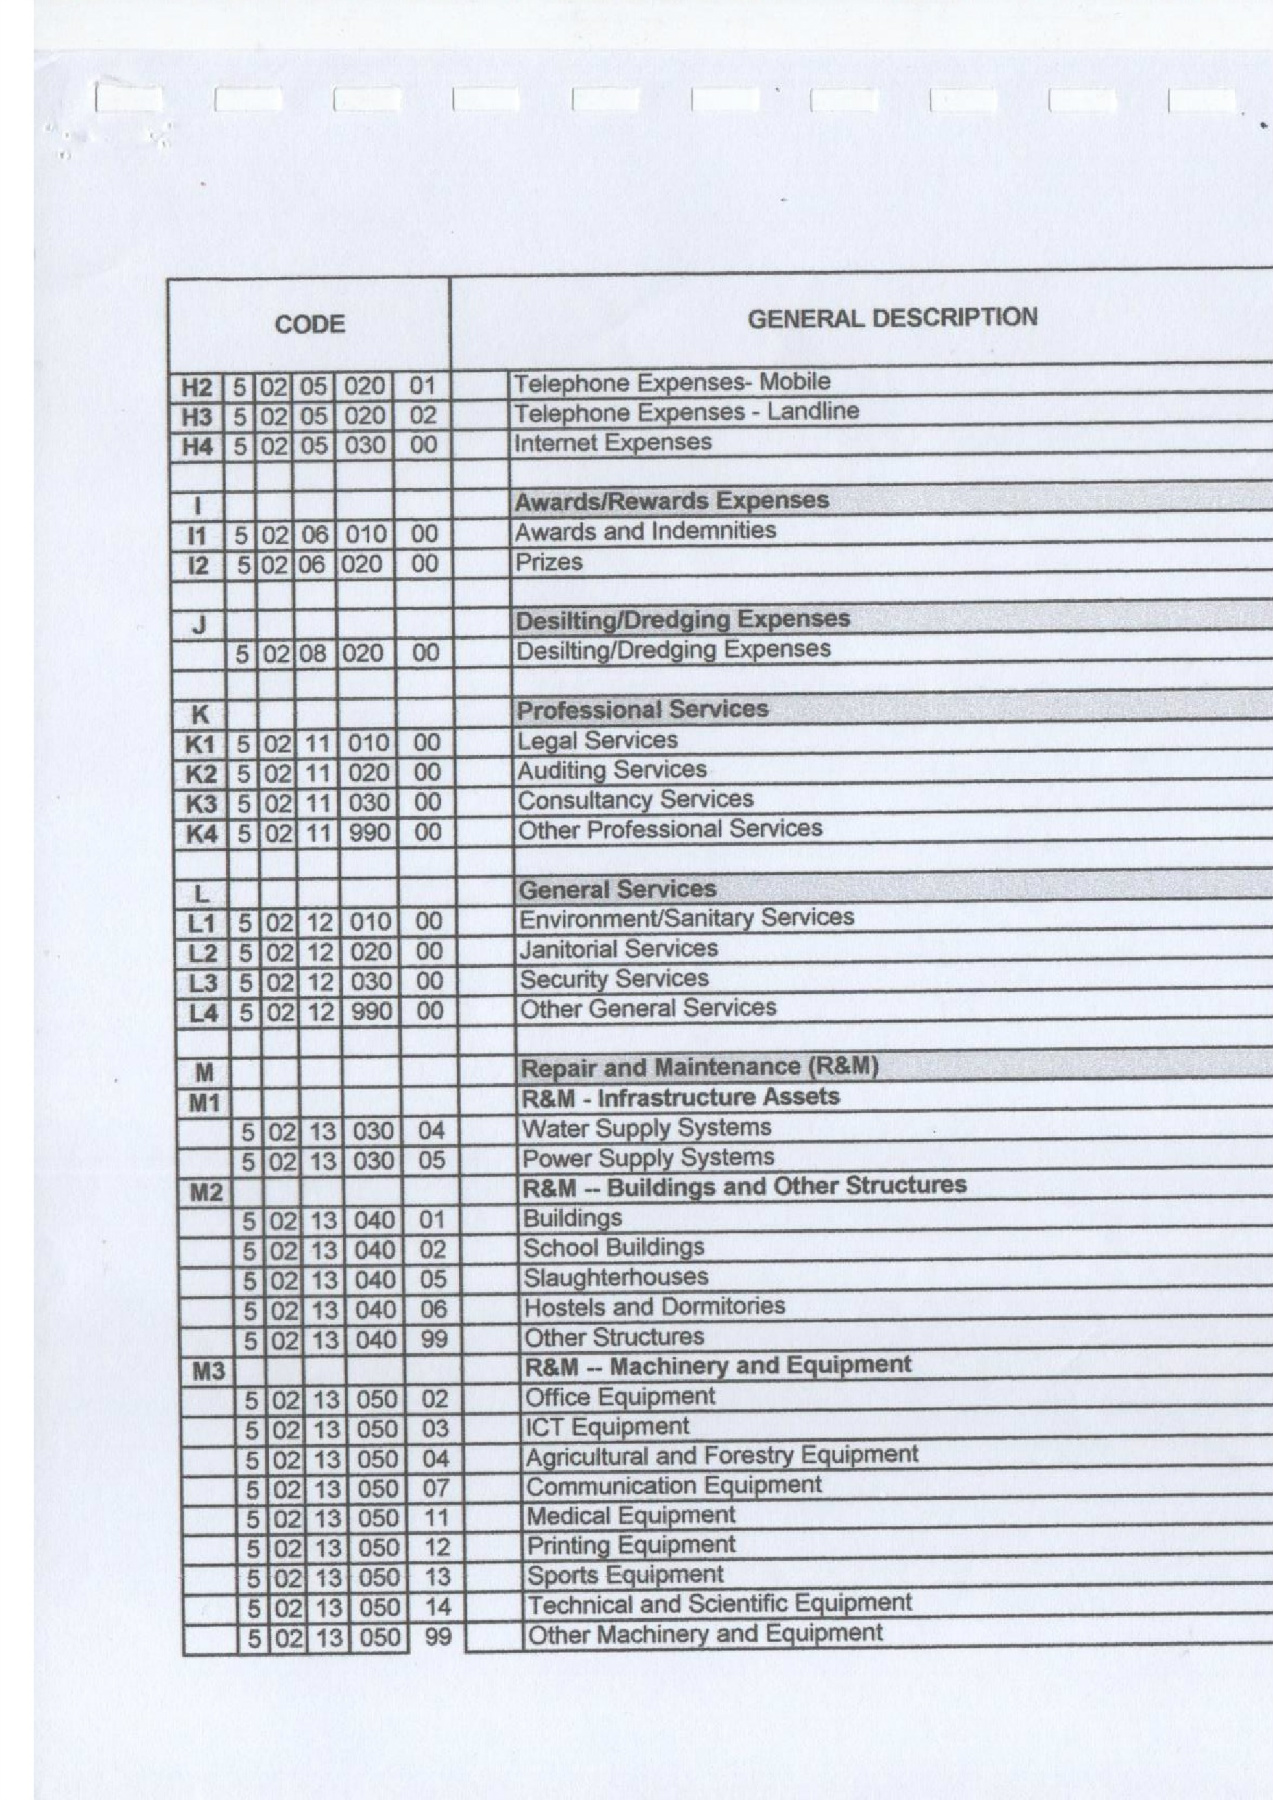 CODE GENERAL DESCRIPTION
H2 5 02 05 020 01 Telephone Expenses- Mobile
H3 5 02 05 020 02 Telephone Expenses - Landline
H4 5 02 05 030 00 Internet Expenses
I Awards/Rewards Expenses
I1 5 02 06 010 00 Awards and Indemnities
I2 5 02 06 020 00 Prizes
J Desilting/Dredging Expenses
5 02 08 020 00 Desilting/Dredging Expenses
K Professional Services
K1 5 02 11 010 00 Legal Services
K2 5 02 11 020 00 Auditing Services
K3 5 02 11 030 00 Consultancy Services
K4 5 02 11 990 00 Other Professional Services
L General Services
L1 5 02 12 010 00 Environment/Sanitary Services
L2 5 02 12 020 00 Janitorial Services
L3 5 02 12 030 00 Security Services
L4 5 02 12 990 00 Other General Services
M Repair and Maintenance (R&M)
M1 R&M - Infrastructure Assets
5 02 13 030 04 Water Supply Systems
5 02 13 030 05 Power Supply Systems
M2 R&M -- Buildings and Other Structures
5 02 13 040 01 Buildings
5 02 13 040 02 School Buildings
5 02 13 040 05 Slaughterhouses
5 02 13 040 06 Hostels and Dormitories
5 02 13 040 99 Other Structures
M3 R&M -- Machinery and Equipment
5 02 13 050 02 Office Equipment
5 02 13 050 03 ICT Equipment
5 02 13 050 04 Agricultural and Forestry Equipment
5 02 13 050 07 Communication Equipment
5 02 13 050 11 Medical Equipment
5 02 13 050 12 Printing Equipment
5 02 13 050 13 Sports Equipment
5 02 13 050 14 Technical and Scientific Equipment
5 02 13 050 99 Other Machinery and Equipment